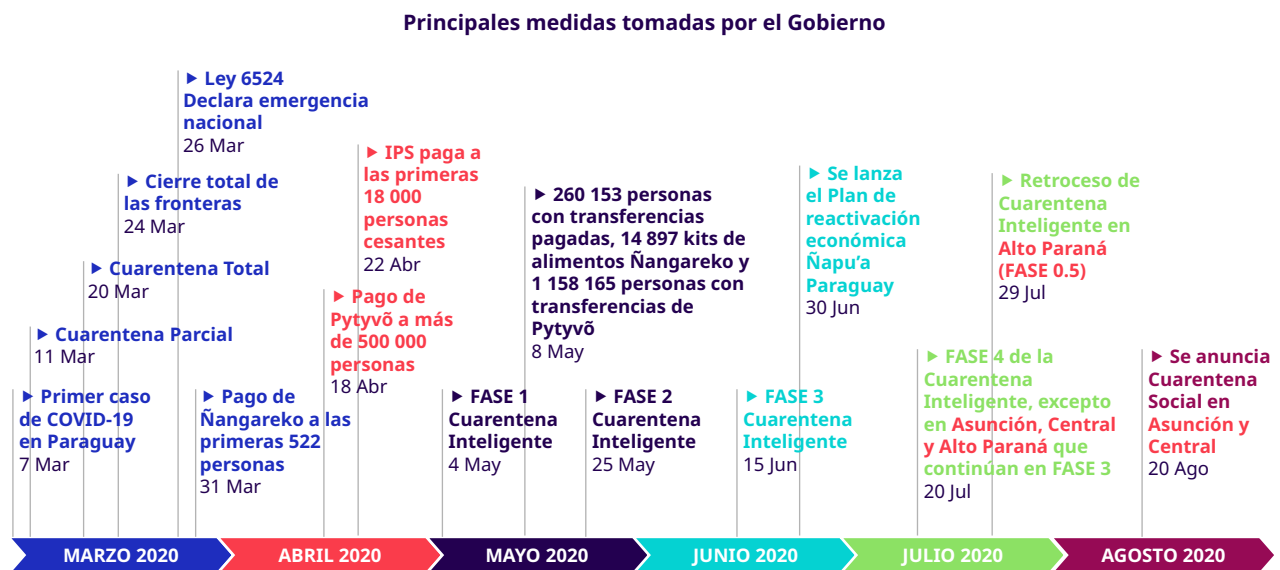 Principales medidas tomadas por el Gobierno
▶ Ley 6524
Declara emergencia
nacional
26 Mar
▶ Cierre total de
las fronteras
24 Mar
▶ Cuarentena Total
20 Mar
▶ Cuarentena Parcial
11 Mar
▶ Primer caso
de COVID-19
en Paraguay
7 Mar
▶ Pago de
Ñangareko a las
primeras 522
personas
31 Mar
▶ IPS paga a
las primeras
18 000
personas
cesantes
22 Abr
▶ Pago de
Pytyvõ a más
de 500 000
personas
18 Abr
▶ 260 153 personas
con transferencias
pagadas, 14 897 kits de
alimentos Ñangareko y
1 158 165 personas con
transferencias de
Pytyvõ
8 May
▶ FASE 1
Cuarentena
Inteligente
4 May
▶ FASE 2
Cuarentena
Inteligente
25 May
▶ Se lanza
el Plan de
reactivación
económica
Ñapu’a
Paraguay
30 Jun
▶ FASE 3
Cuarentena
Inteligente
15 Jun
▶ Retroceso de
Cuarentena
Inteligente en
Alto Paraná
(FASE 0.5)
29 Jul
▶ FASE 4 de la
Cuarentena
Inteligente, excepto
en Asunción, Central
y Alto Paraná que
continúan en FASE 3
20 Jul
▶ Se anuncia
Cuarentena
Social en
Asunción y
Central
20 Ago
MARZO 2020
ABRIL 2020
MAYO 2020
JUNIO 2020
JULIO 2020
AGOSTO 2020